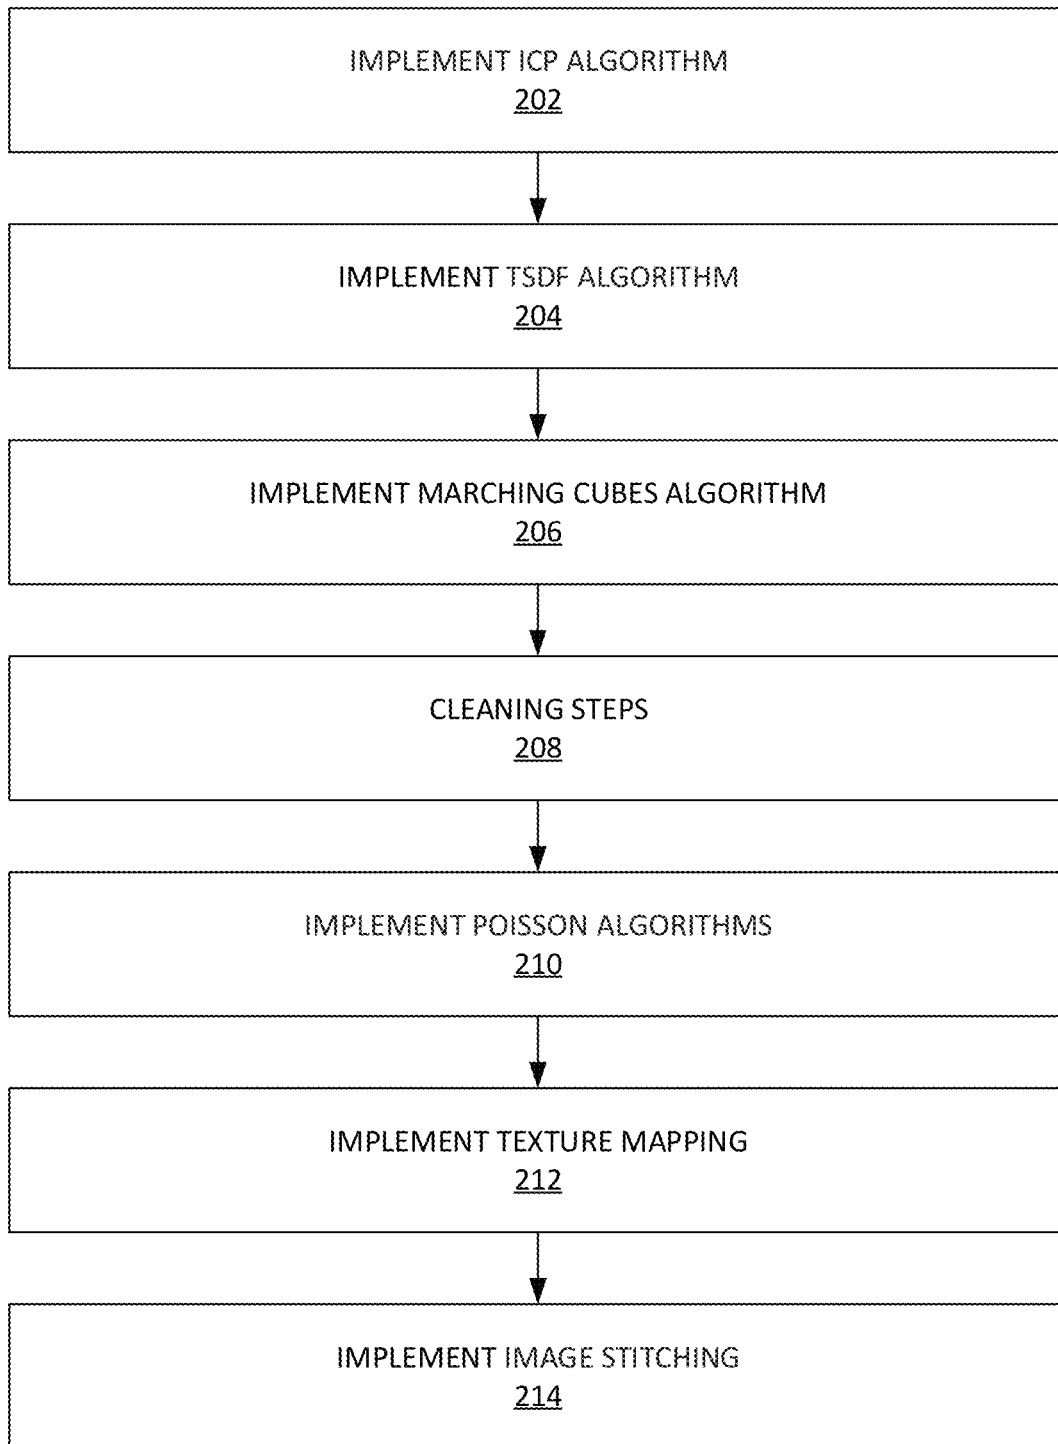 IMPLEMENT ICP ALGORITHM
202
IMPLEMENT TSDF ALGORITHM
204
IMPLEMENT MARCHING CUBES ALGORITHM
206
CLEANING STEPS
208
IMPLEMENT POISSON ALGORITHMS
210
IMPLEMENT TEXTURE MAPPING
212
IMPLEMENT IMAGE STITCHING
214